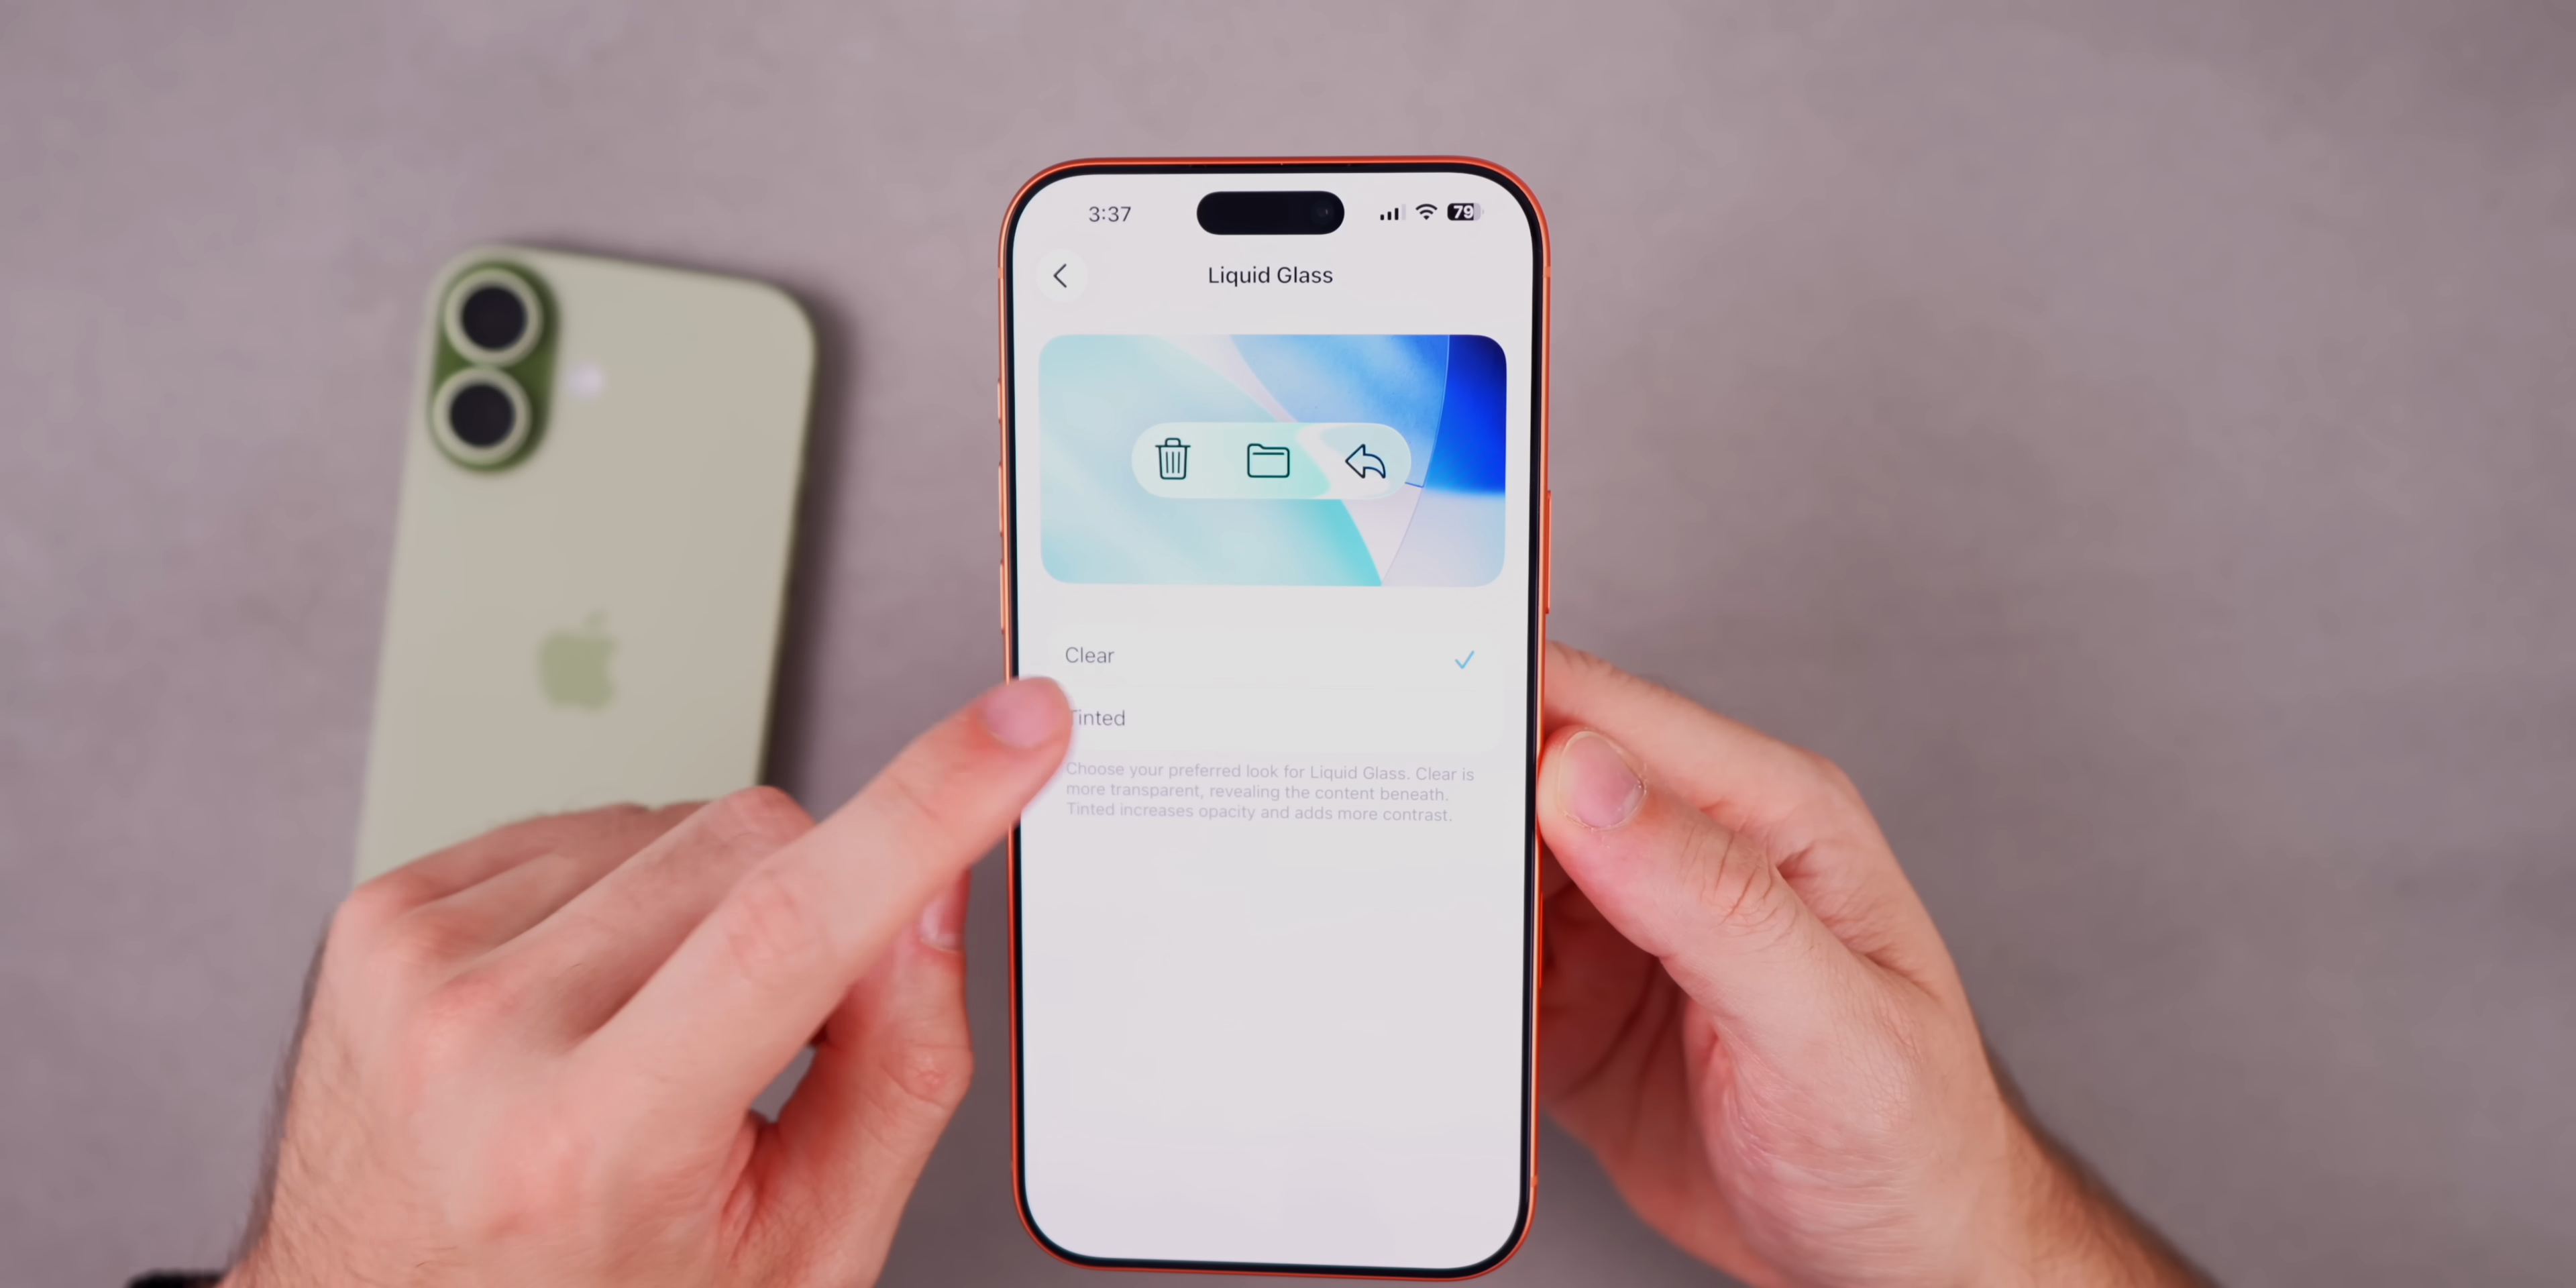 3:37
79
Liquid Glass
Clear
Tinted
Choose your preferred look for Liquid Glass. Clear is
more transparent, revealing the content beneath.
Tinted increases opacity and adds more contrast.